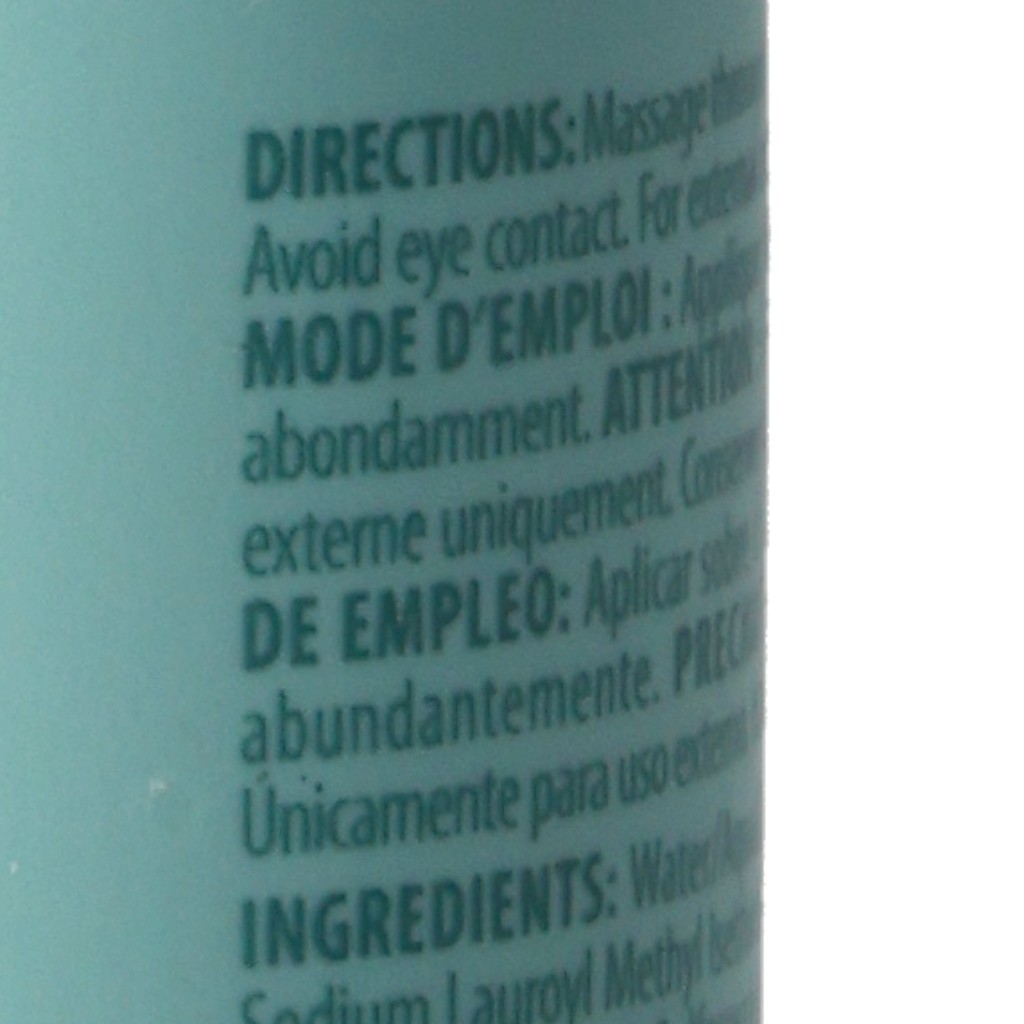 DIRECTIONS: Massage
Avoid eye contact. For
MODE D'EMPLOI :
abondamment. ATTENTION
externe uniquement.
DE EMPLEO: Aplicar
abundantemente.
Únicamente para uso
INGREDIENTS: Water/
Sodium Lauroyl Methyl